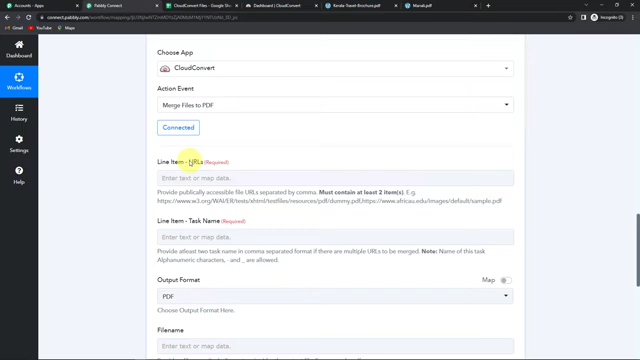 Accounts - Apps
Pabbly Connect
CloudConvert Files - Google Sh
Dashboard | CloudConvert
Kerala-Travel-Brochure.pdf
Manali.pdf
Incognito
Gmail
YouTube
Maps
Dashboard
Workflows
History
Settings
Help
Choose App
CloudConvert
Action Event
Merge Files to PDF
Connected
Line Item - URLs (Required)
Enter text or map data.
Provide publically accessible file URLs separated by comma. Must contain at least 2 item(s). E.g.
https://www.w3.org/WAI/ER/tests/xhtml/testfiles/resources/pdf/dummy.pdf,https://www.africau.edu/images/default/sample.pdf
Line Item - Task Name (Required)
Enter text or map data.
Provide atleast two task name in comma separated format if there are multiple URLs to be merged. Note: Name of this task
Alphanumeric characters, - and _ are allowed.
Output Format
Map
PDF
Choose Output Format Here.
Filename
Enter text or map data.